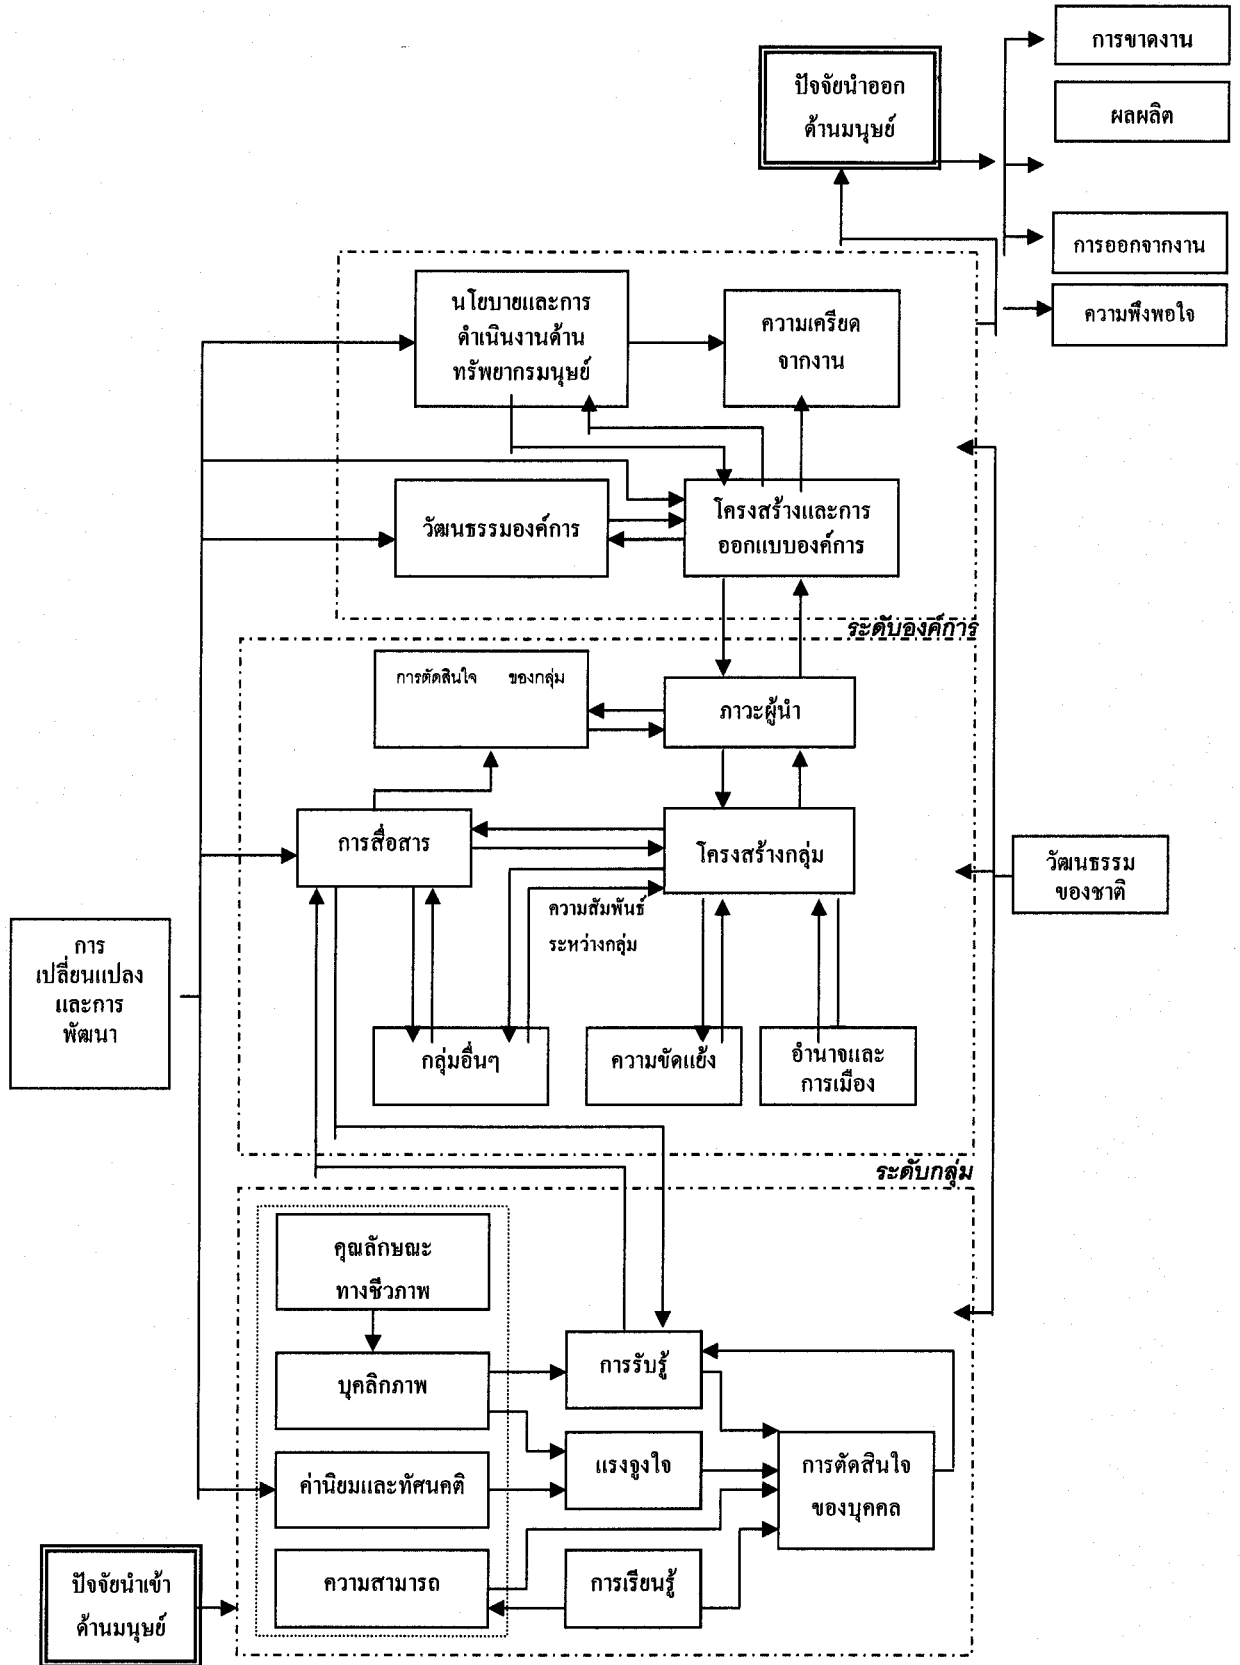 การขาดงาน
ปัจจัยนำออก
ด้านมนุษย์
ผลผลิต
การออกจากงาน
ความพึงพอใจ
นโยบายและการ
ดำเนินงานด้าน
ทรัพยากรมนุษย์
ความเครียด
จากงาน
วัฒนธรรมองค์การ
โครงสร้างและการ
ออกแบบองค์การ
ระดับองค์การ
การตัดสินใจ ของกลุ่ม
ภาวะผู้นำ
การสื่อสาร
โครงสร้างกลุ่ม
วัฒนธรรม
ของชาติ
ความสัมพันธ์
ระหว่างกลุ่ม
การ
เปลี่ยนแปลง
และการ
พัฒนา
กลุ่มอื่นๆ
ความขัดแย้ง
อำนาจและ
การเมือง
ระดับกลุ่ม
คุณลักษณะ
ทางชีวภาพ
บุคลิกภาพ
การรับรู้
ค่านิยมและทัศนคติ
แรงจูงใจ
การตัดสินใจ
ของบุคคล
ความสามารถ
การเรียนรู้
ปัจจัยนำเข้า
ด้านมนุษย์